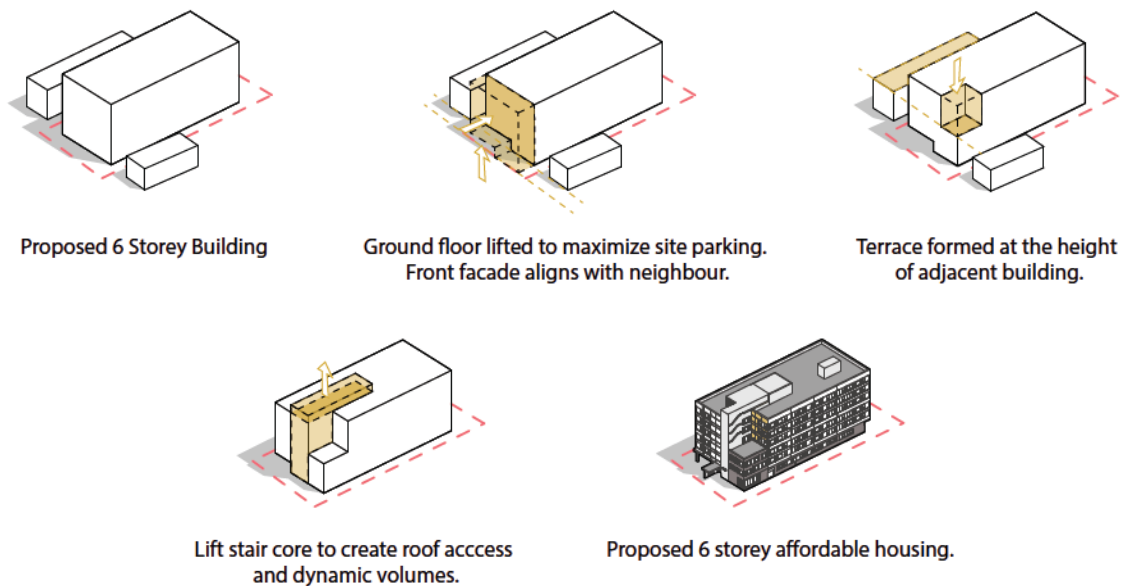 Proposed 6 Storey Building
Ground floor lifted to maximize site parking.
Front facade aligns with neighbour.
Terrace formed at the height
of adjacent building.
Lift stair core to create roof acccess
and dynamic volumes.
Proposed 6 storey affordable housing.